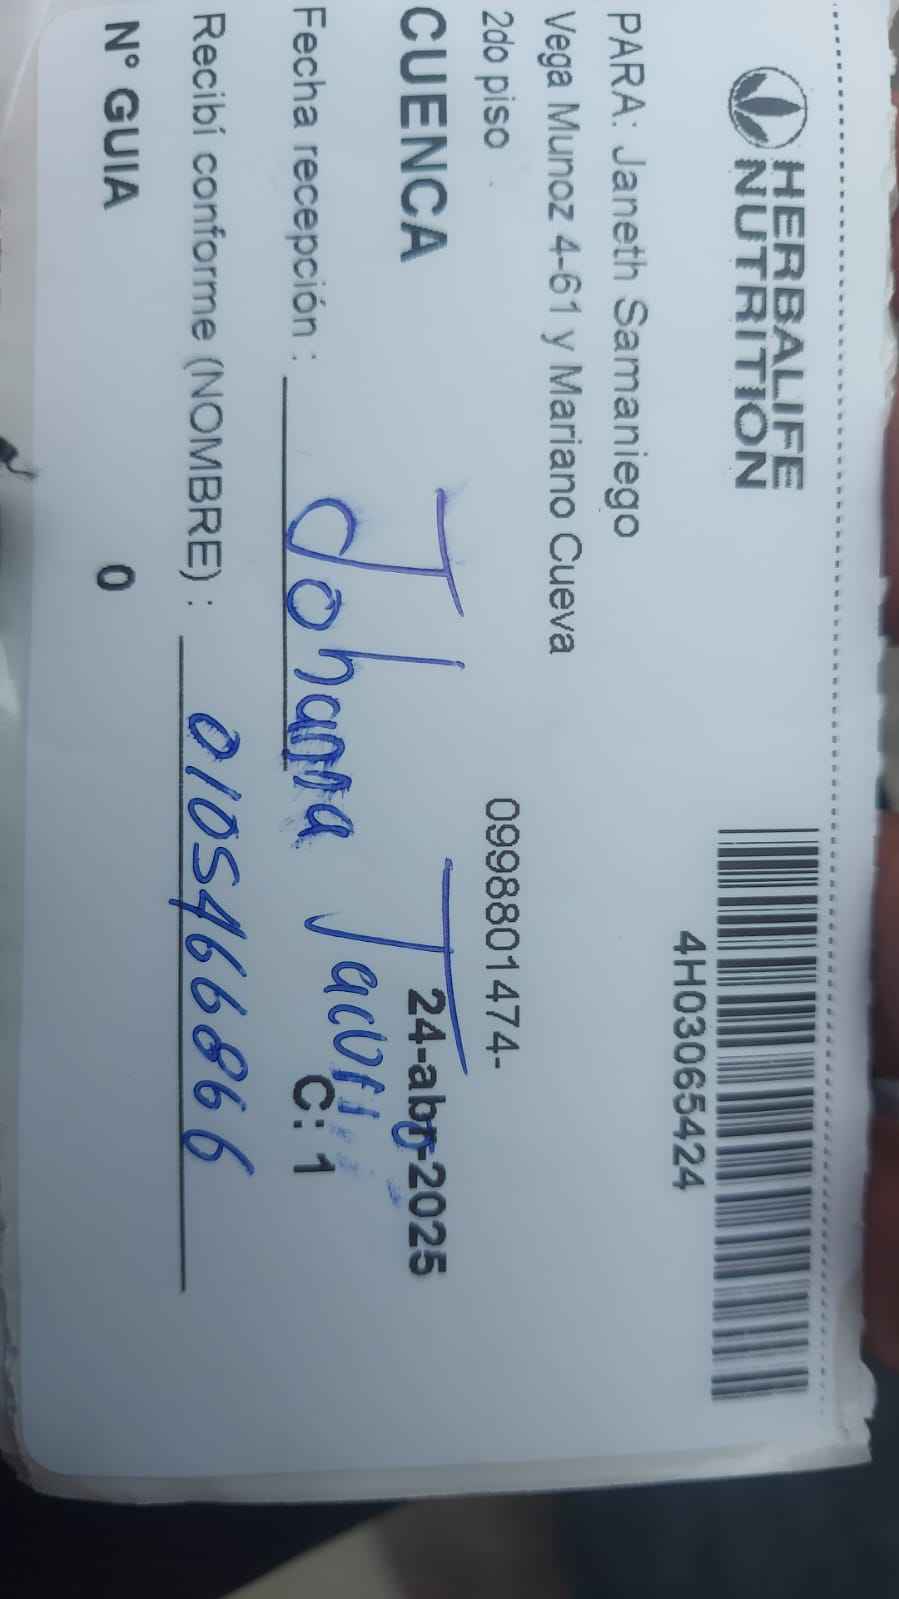 HERBALIFE
NUTRITION
4H03065424
PARA: Janeth Samaniego
Vega Munoz 4-61 y Mariano Cueva
2do piso
0998801474-
CUENCA
24-abr-2025
Fecha recepción :
Johanna
C: 1
Recibí conforme (NOMBRE) : 0105466866
N° GUIA 0